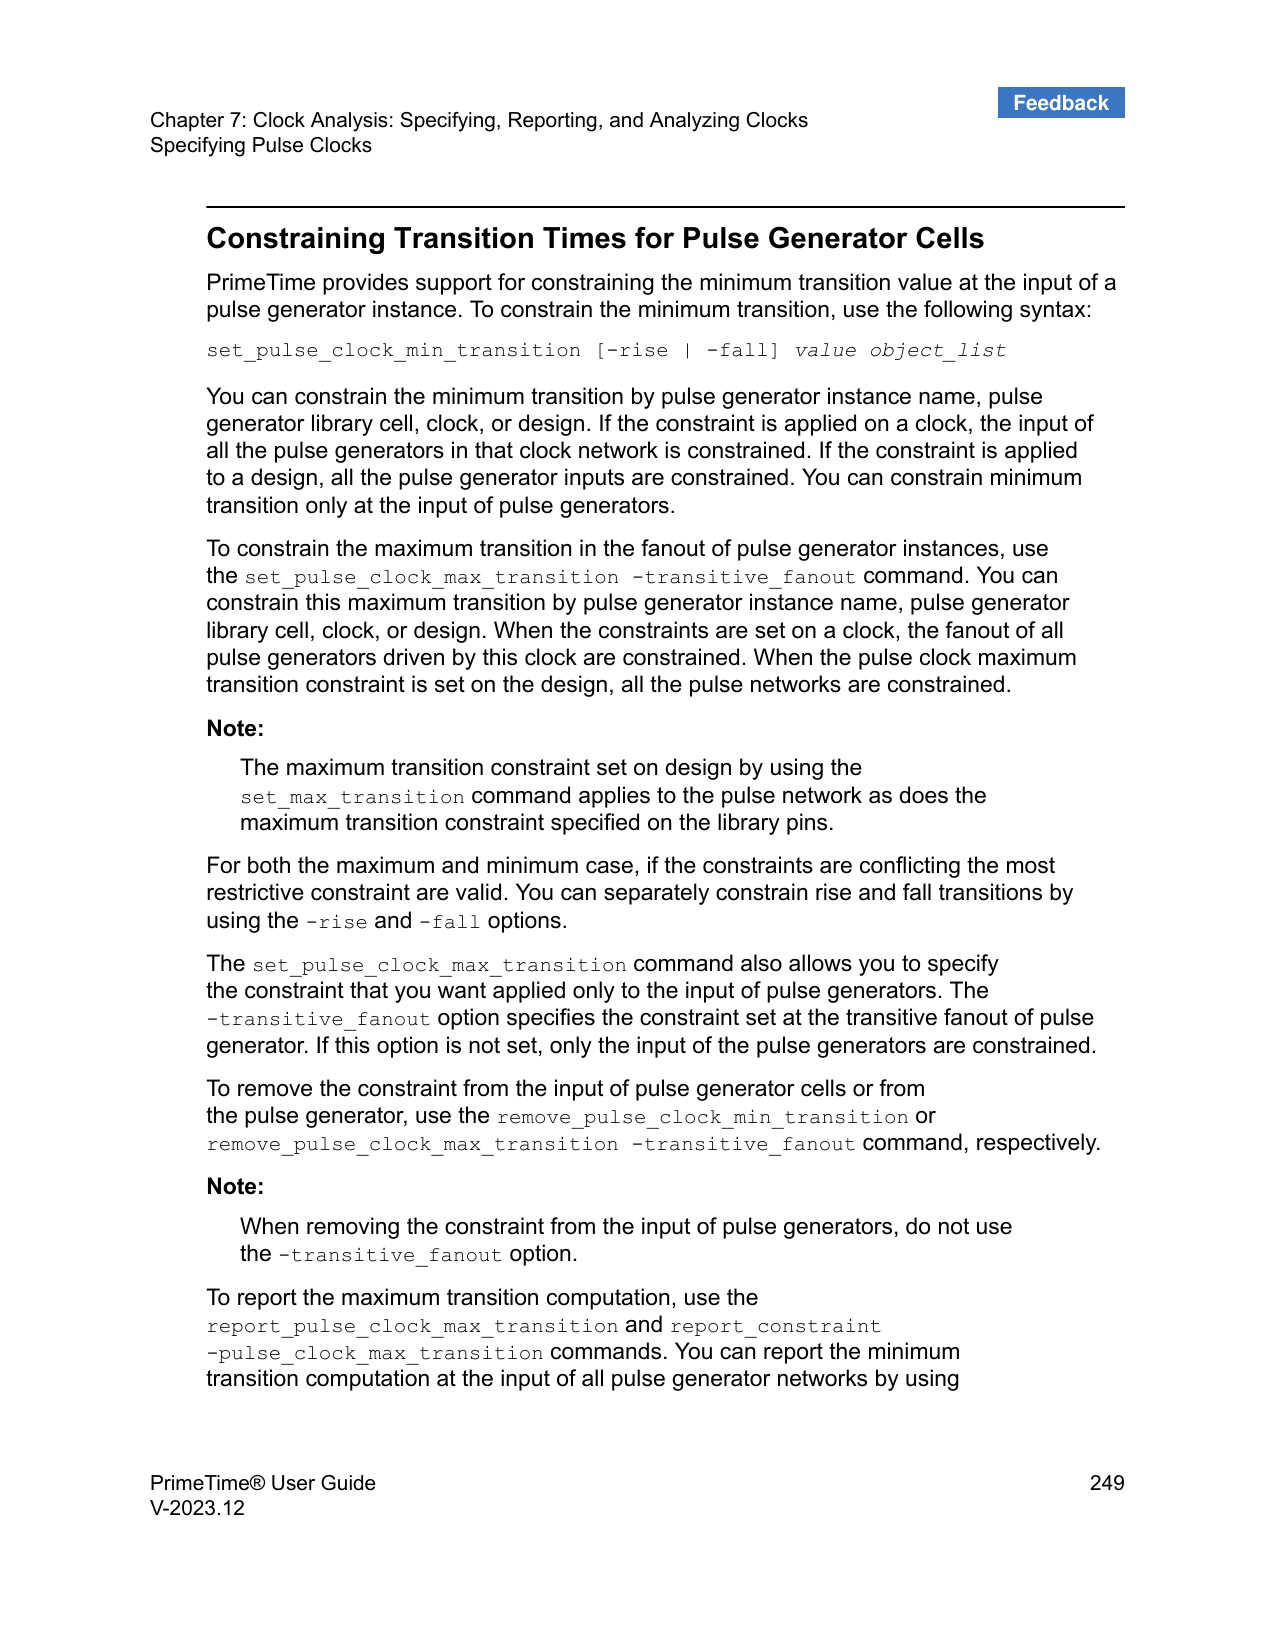 Feedback
Chapter 7: Clock Analysis: Specifying, Reporting, and Analyzing Clocks
Specifying Pulse Clocks
Constraining Transition Times for Pulse Generator Cells
PrimeTime provides support for constraining the minimum transition value at the input of a
pulse generator instance. To constrain the minimum transition, use the following syntax:
set_pulse_clock_min_transition [-rise | -fall] value object_list
You can constrain the minimum transition by pulse generator instance name, pulse
generator library cell, clock, or design. If the constraint is applied on a clock, the input of
all the pulse generators in that clock network is constrained. If the constraint is applied
to a design, all the pulse generator inputs are constrained. You can constrain minimum
transition only at the input of pulse generators.
To constrain the maximum transition in the fanout of pulse generator instances, use
the set_pulse_clock_max_transition -transitive_fanout command. You can
constrain this maximum transition by pulse generator instance name, pulse generator
library cell, clock, or design. When the constraints are set on a clock, the fanout of all
pulse generators driven by this clock are constrained. When the pulse clock maximum
transition constraint is set on the design, all the pulse networks are constrained.
Note:
The maximum transition constraint set on design by using the
set_max_transition command applies to the pulse network as does the
maximum transition constraint specified on the library pins.
For both the maximum and minimum case, if the constraints are conflicting the most
restrictive constraint are valid. You can separately constrain rise and fall transitions by
using the -rise and -fall options.
The set_pulse_clock_max_transition command also allows you to specify
the constraint that you want applied only to the input of pulse generators. The
-transitive_fanout option specifies the constraint set at the transitive fanout of pulse
generator. If this option is not set, only the input of the pulse generators are constrained.
To remove the constraint from the input of pulse generator cells or from
the pulse generator, use the remove_pulse_clock_min_transition or
remove_pulse_clock_max_transition -transitive_fanout command, respectively.
Note:
When removing the constraint from the input of pulse generators, do not use
the -transitive_fanout option.
To report the maximum transition computation, use the
report_pulse_clock_max_transition and report_constraint
-pulse_clock_max_transition commands. You can report the minimum
transition computation at the input of all pulse generator networks by using
PrimeTime® User Guide
249
V-2023.12